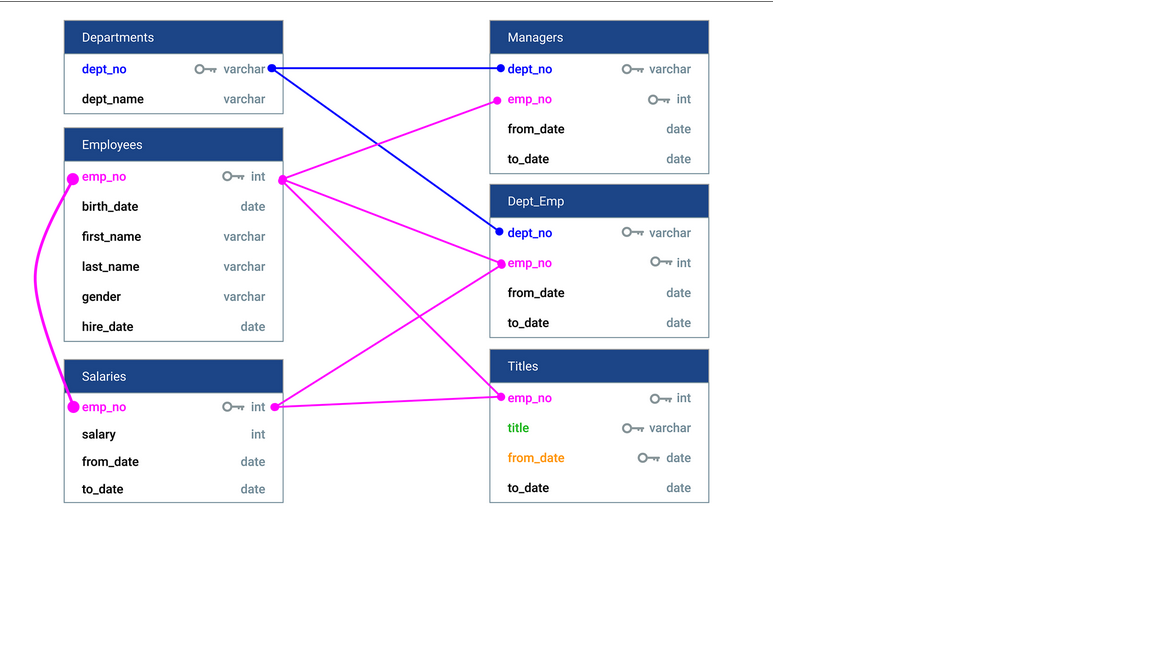 Departments
dept_no varchar
dept_name varchar
Employees
emp_no int
birth_date date
first_name varchar
last_name varchar
gender varchar
hire_date date
Salaries
emp_no int
salary int
from_date date
to_date date
Managers
dept_no varchar
emp_no int
from_date date
to_date date
Dept_Emp
dept_no varchar
emp_no int
from_date date
to_date date
Titles
emp_no int
title varchar
from_date date
to_date date